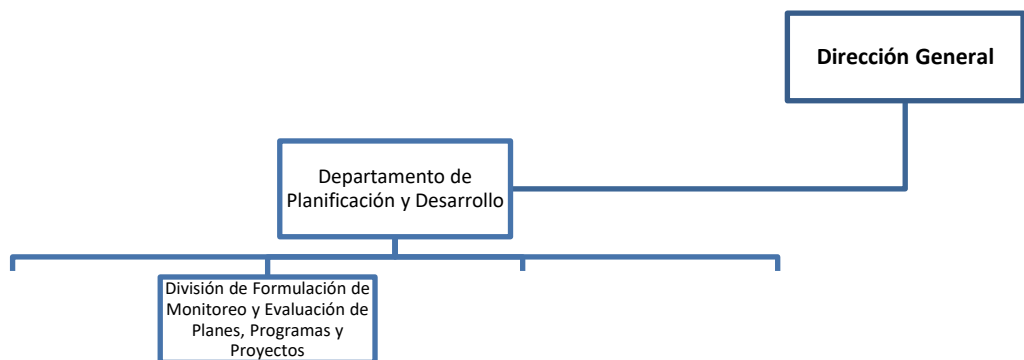 Dirección General
Departamento de
Planificación y Desarrollo
División de Formulación de
Monitoreo y Evaluación de
Planes, Programas y
Proyectos